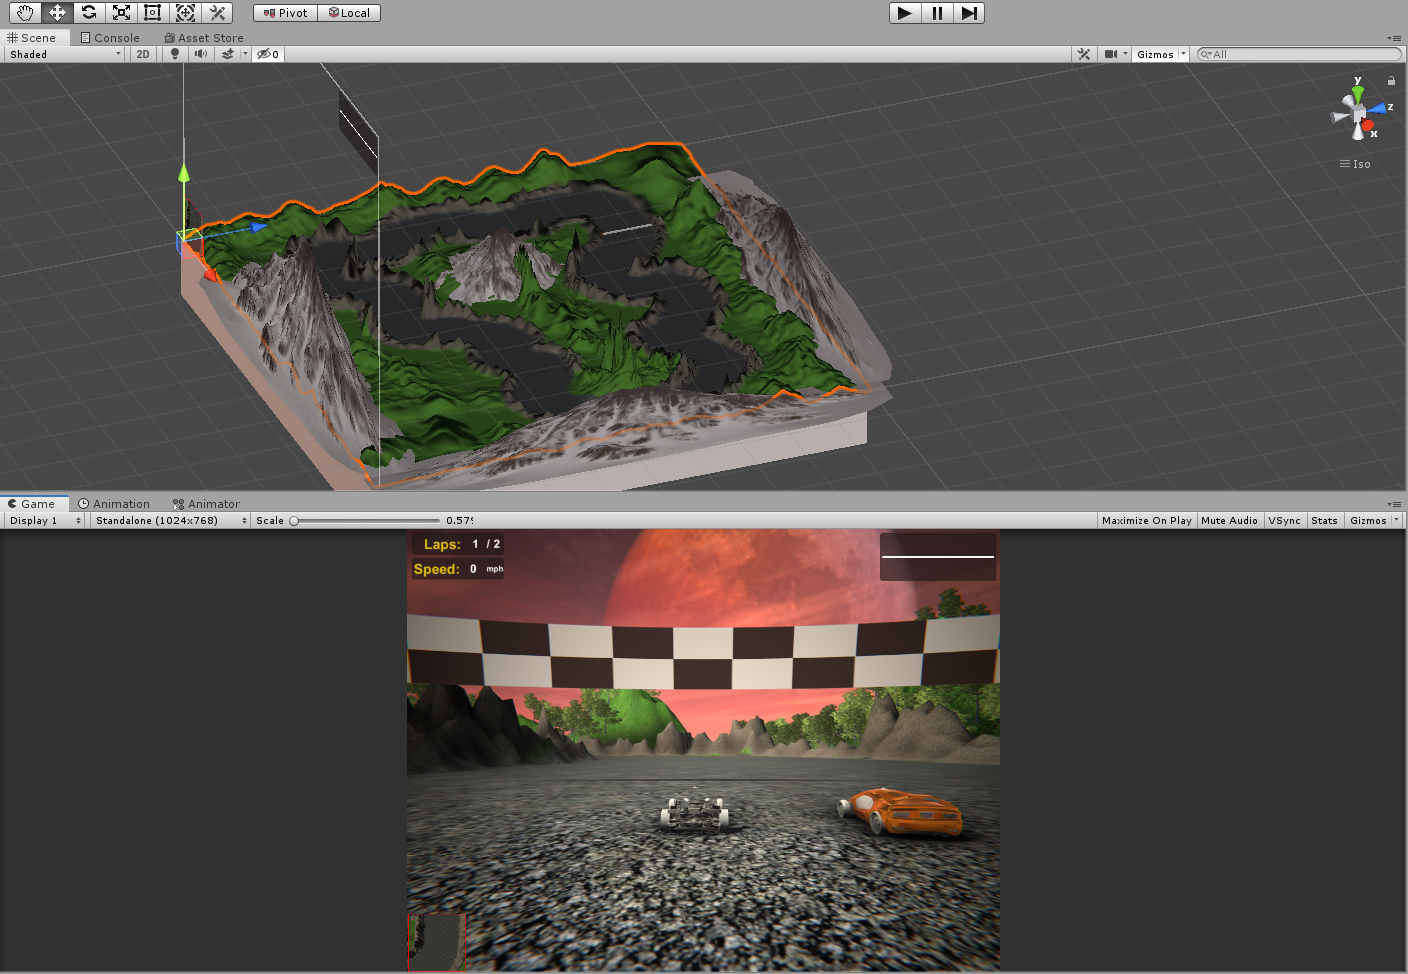 Pivot Local
Scene Console Asset Store
Shaded 2D 0 Gizmos All
y
z
x
Iso
Game Animation Animator
Display 1 Standalone (1024x768) Scale Maximize On Play Mute Audio VSync Stats Gizmos
Laps: 1 / 2
Speed: 0 mph